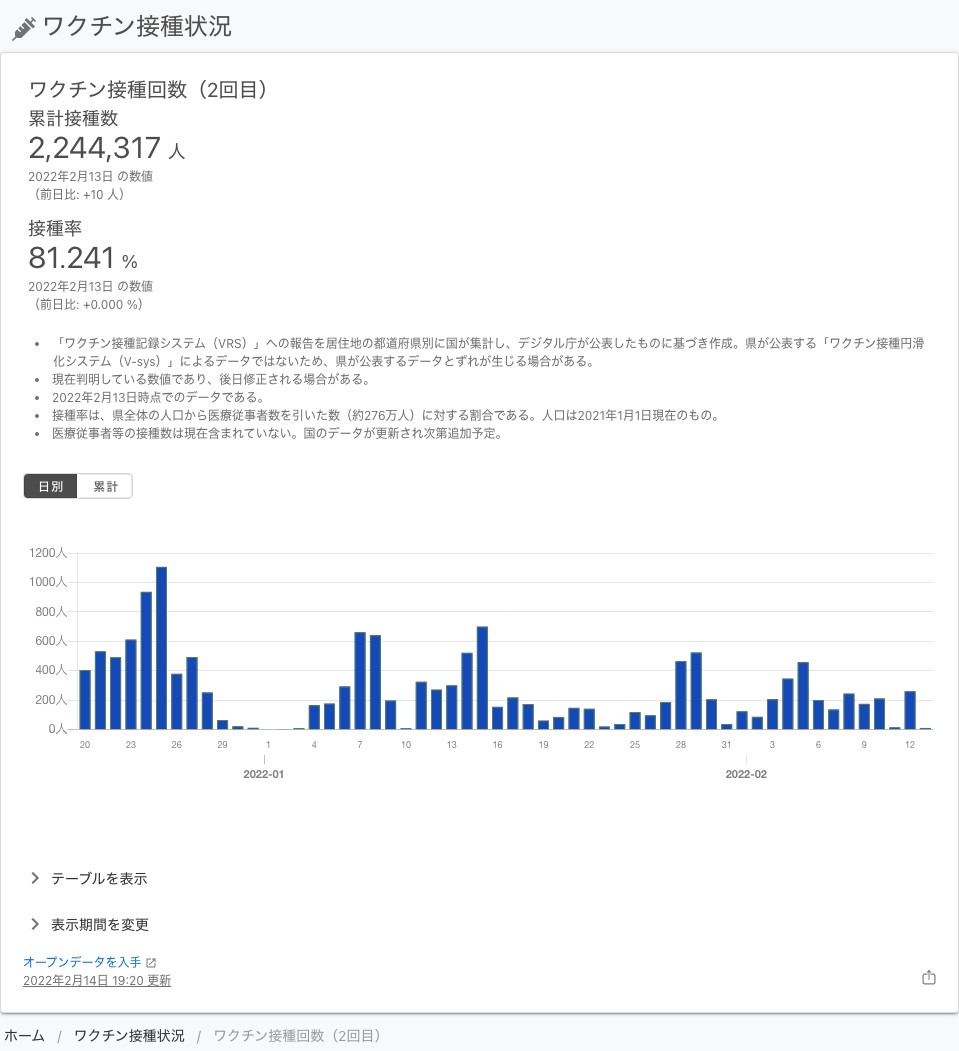 ワクチン接種状況
ワクチン接種回数（2回目）
累計接種数
2,244,317 人
2022年2月13日 の数値
（前日比: +10 人）
接種率
81.241 %
2022年2月13日 の数値
（前日比: +0.000 %）
• 「ワクチン接種記録システム（VRS）」への報告を居住地の都道府県別に国が集計し、デジタル庁が公表したものに基づき作成。県が公表する「ワクチン接種円滑
化システム（V-sys）」によるデータではないため、県が公表するデータとずれが生じる場合がある。
• 現在判明している数値であり、後日修正される場合がある。
• 2022年2月13日時点でのデータである。
• 接種率は、県全体の人口から医療従事者数を引いた数（約276万人）に対する割合である。人口は2021年1月1日現在のもの。
• 医療従事者等の接種数は現在含まれていない。国のデータが更新され次第追加予定。
日別 累計
1200人
1000人
800人
600人
400人
200人
0人
20 23 26 29 1 4 7 10 13 16 19 22 25 28 31 3 6 9 12
2022-01 2022-02
テーブルを表示
表示期間を変更
オープンデータを入手
2022年2月14日 19:20 更新
ホーム / ワクチン接種状況 / ワクチン接種回数（2回目）